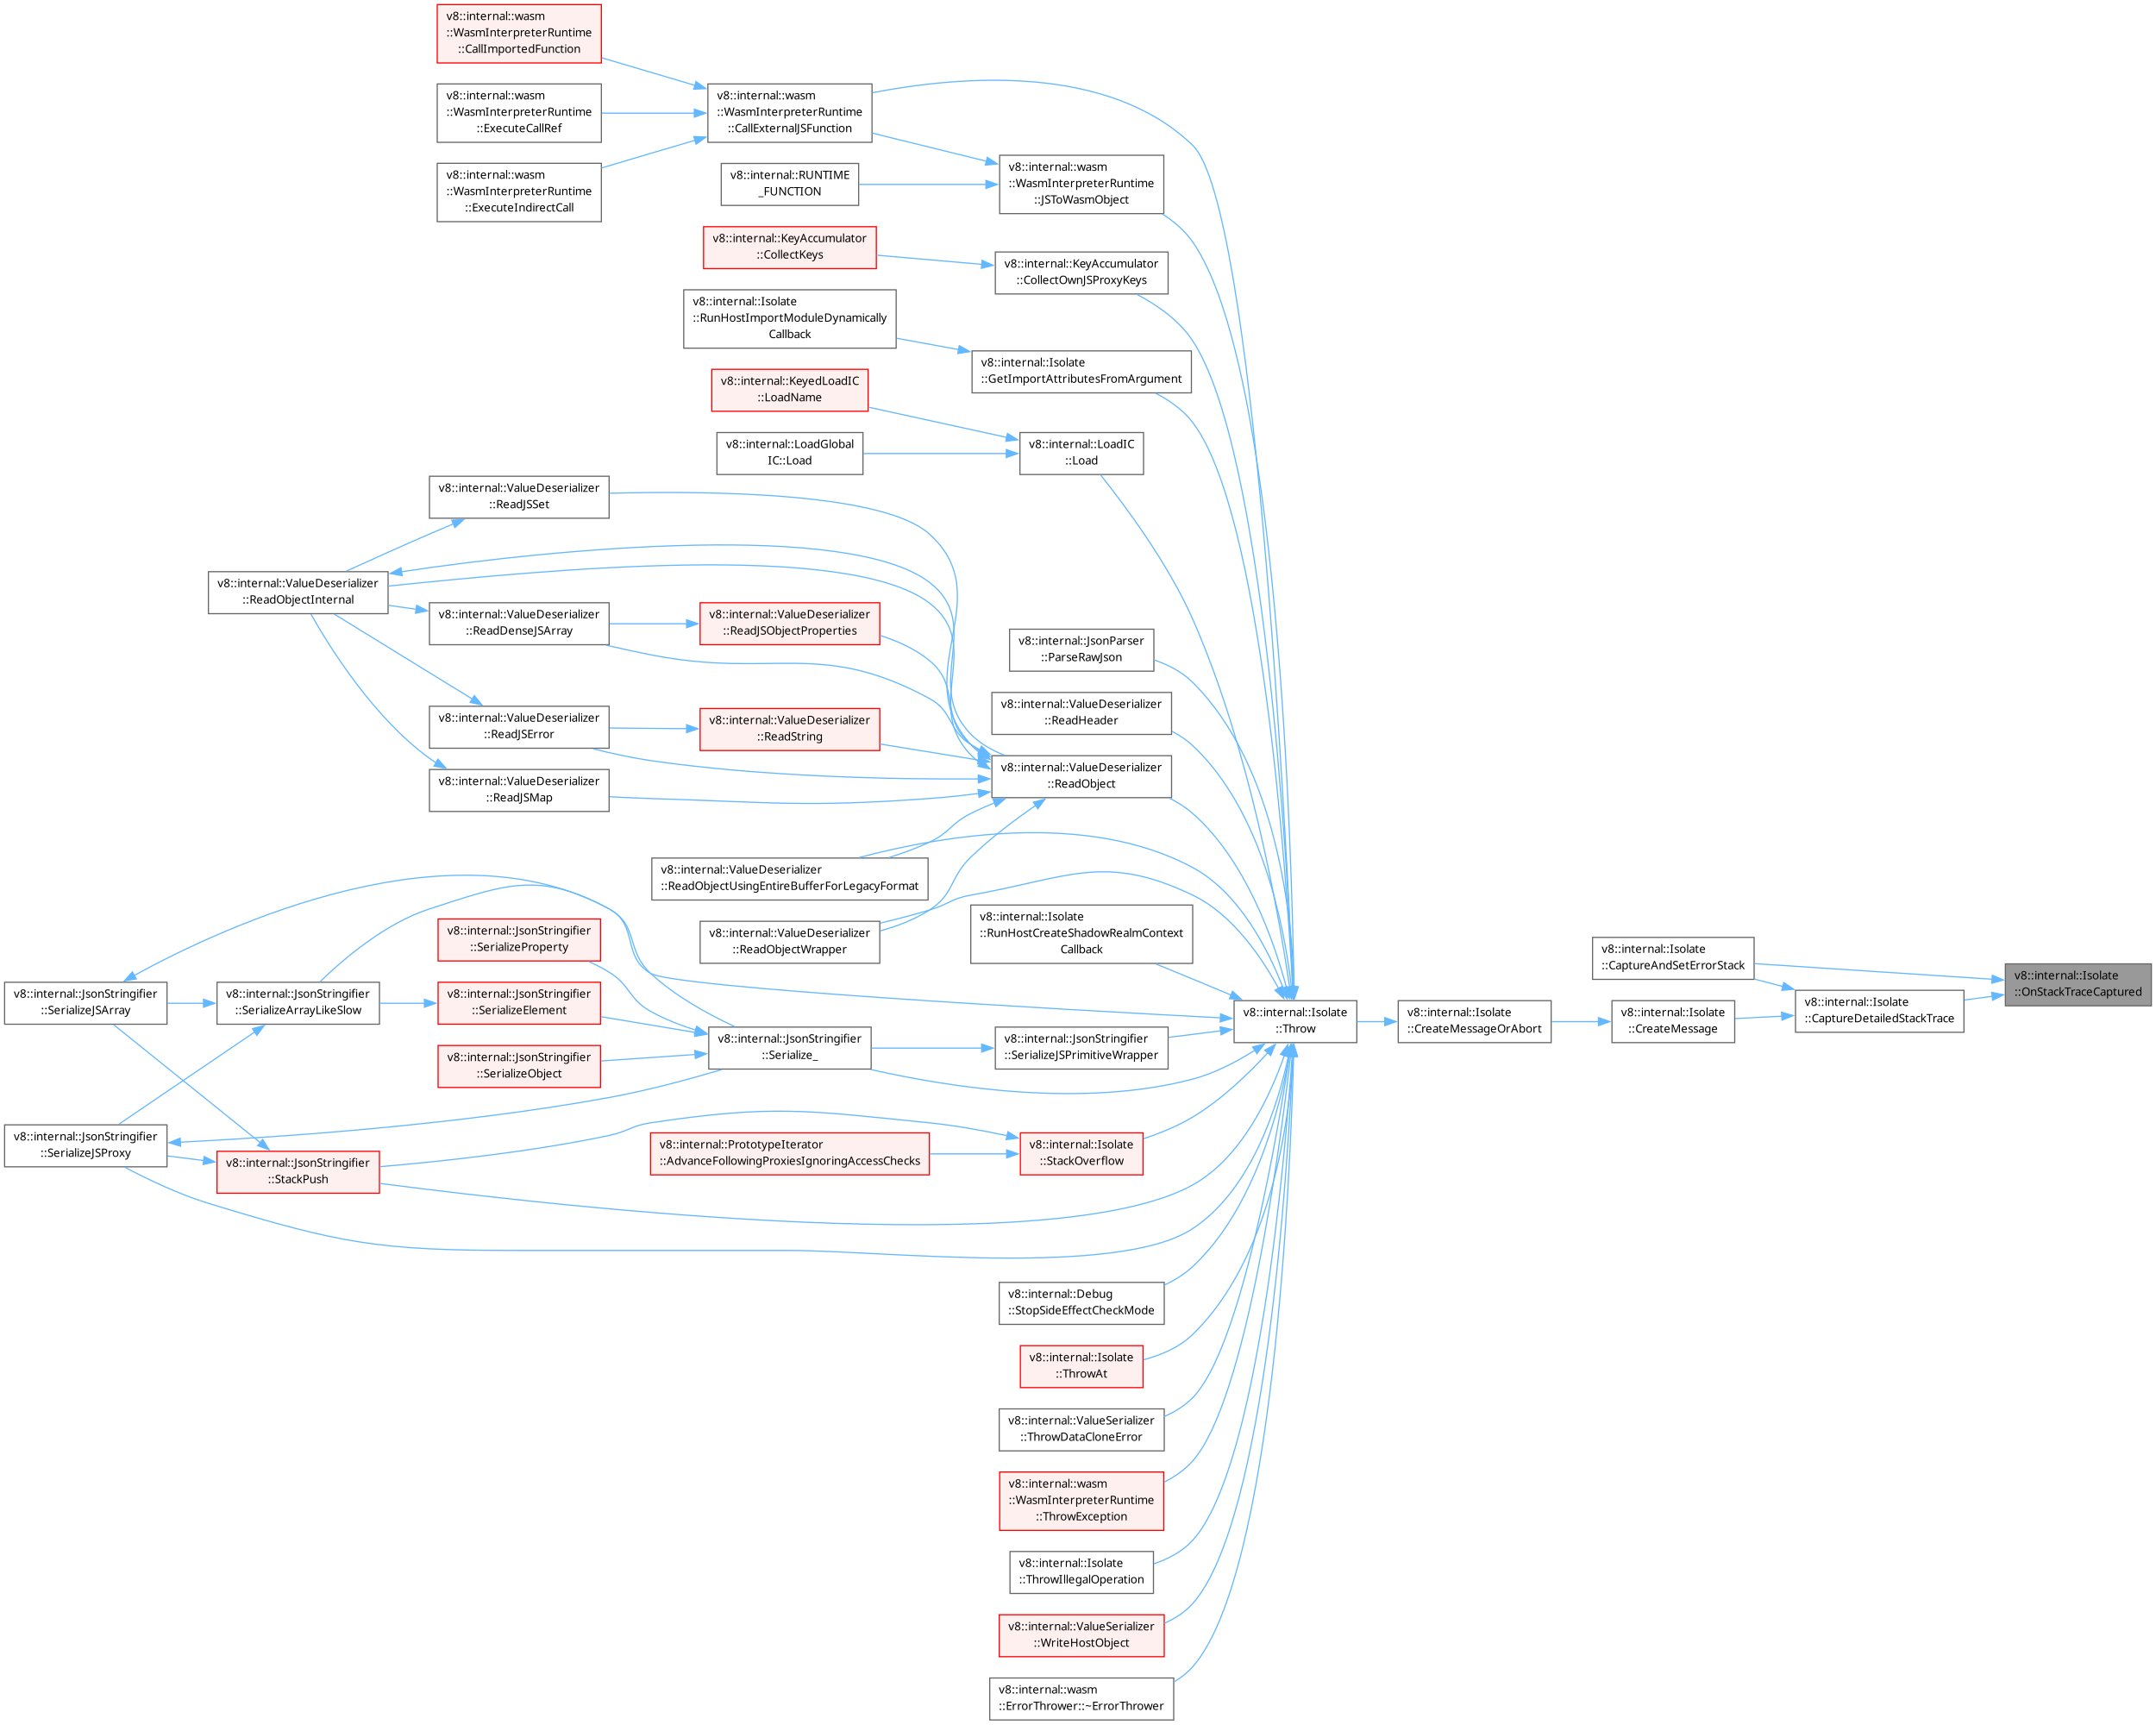 v8::internal::wasm
::WasmInterpreterRuntime
::CallImportedFunction
v8::internal::wasm
::WasmInterpreterRuntime
::ExecuteCallRef
v8::internal::wasm
::WasmInterpreterRuntime
::ExecuteIndirectCall
v8::internal::wasm
::WasmInterpreterRuntime
::CallExternalJSFunction
v8::internal::RUNTIME
_FUNCTION
v8::internal::wasm
::WasmInterpreterRuntime
::JSToWasmObject
v8::internal::KeyAccumulator
::CollectKeys
v8::internal::KeyAccumulator
::CollectOwnJSProxyKeys
v8::internal::Isolate
::RunHostImportModuleDynamically
Callback
v8::internal::Isolate
::GetImportAttributesFromArgument
v8::internal::KeyedLoadIC
::LoadName
v8::internal::LoadGlobal
IC::Load
v8::internal::LoadIC
::Load
v8::internal::ValueDeserializer
::ReadJSSet
v8::internal::ValueDeserializer
::ReadObjectInternal
v8::internal::ValueDeserializer
::ReadDenseJSArray
v8::internal::ValueDeserializer
::ReadJSObjectProperties
v8::internal::JsonParser
::ParseRawJson
v8::internal::ValueDeserializer
::ReadHeader
v8::internal::ValueDeserializer
::ReadJSError
v8::internal::ValueDeserializer
::ReadString
v8::internal::ValueDeserializer
::ReadJSMap
v8::internal::ValueDeserializer
::ReadObject
v8::internal::ValueDeserializer
::ReadObjectUsingEntireBufferForLegacyFormat
v8::internal::ValueDeserializer
::ReadObjectWrapper
v8::internal::Isolate
::RunHostCreateShadowRealmContext
Callback
v8::internal::JsonStringifier
::SerializeProperty
v8::internal::JsonStringifier
::SerializeJSArray
v8::internal::JsonStringifier
::SerializeArrayLikeSlow
v8::internal::JsonStringifier
::SerializeElement
v8::internal::JsonStringifier
::SerializeObject
v8::internal::JsonStringifier
::Serialize_
v8::internal::JsonStringifier
::SerializeJSPrimitiveWrapper
v8::internal::Isolate
::Throw
v8::internal::Isolate
::CreateMessageOrAbort
v8::internal::Isolate
::CreateMessage
v8::internal::Isolate
::CaptureAndSetErrorStack
v8::internal::Isolate
::CaptureDetailedStackTrace
v8::internal::Isolate
::OnStackTraceCaptured
v8::internal::JsonStringifier
::SerializeJSProxy
v8::internal::JsonStringifier
::StackPush
v8::internal::PrototypeIterator
::AdvanceFollowingProxiesIgnoringAccessChecks
v8::internal::Isolate
::StackOverflow
v8::internal::Debug
::StopSideEffectCheckMode
v8::internal::Isolate
::ThrowAt
v8::internal::ValueSerializer
::ThrowDataCloneError
v8::internal::wasm
::WasmInterpreterRuntime
::ThrowException
v8::internal::Isolate
::ThrowIllegalOperation
v8::internal::ValueSerializer
::WriteHostObject
v8::internal::wasm
::ErrorThrower::~ErrorThrower